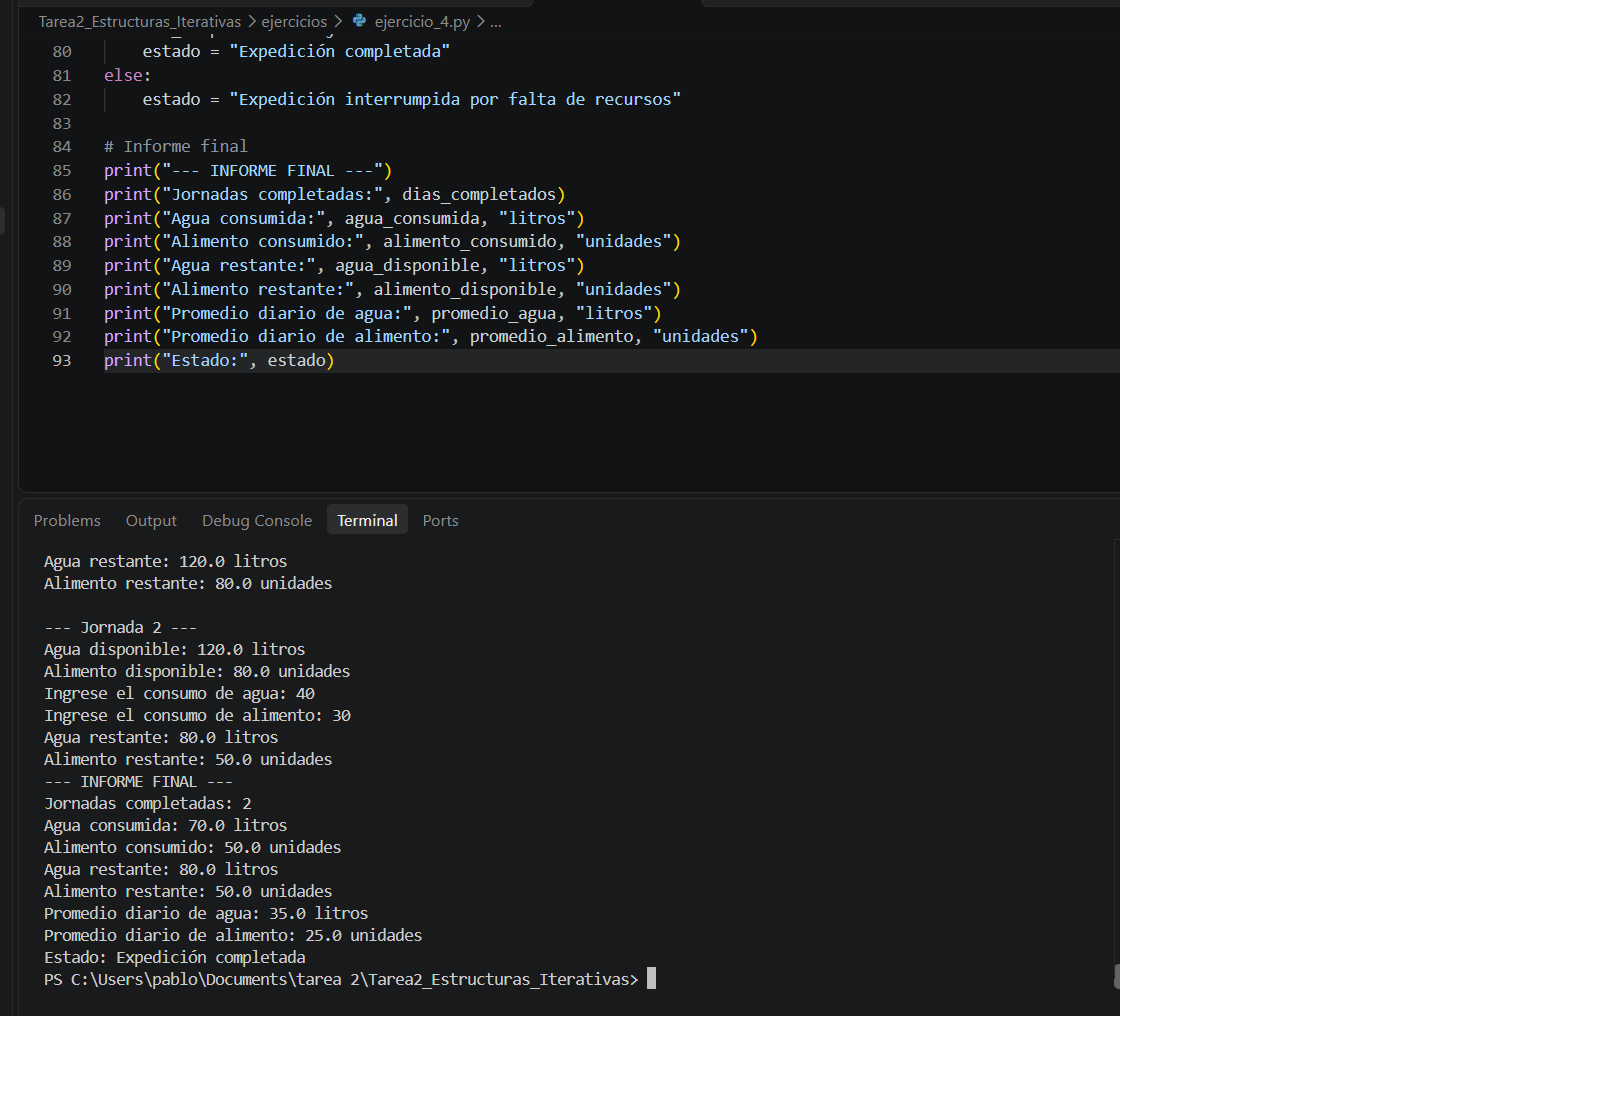 Tarea2_Estructuras_Iterativas > ejercicios > ejercicio_4.py > ...
80 estado = "Expedición completada"
81 else:
82 estado = "Expedición interrumpida por falta de recursos"
83
84 # Informe final
85 print("--- INFORME FINAL ---")
86 print("Jornadas completadas:", dias_completados)
87 print("Agua consumida:", agua_consumida, "litros")
88 print("Alimento consumido:", alimento_consumido, "unidades")
89 print("Agua restante:", agua_disponible, "litros")
90 print("Alimento restante:", alimento_disponible, "unidades")
91 print("Promedio diario de agua:", promedio_agua, "litros")
92 print("Promedio diario de alimento:", promedio_alimento, "unidades")
93 print("Estado:", estado)
Problems Output Debug Console Terminal Ports
Agua restante: 120.0 litros
Alimento restante: 80.0 unidades
--- Jornada 2 ---
Agua disponible: 120.0 litros
Alimento disponible: 80.0 unidades
Ingrese el consumo de agua: 40
Ingrese el consumo de alimento: 30
Agua restante: 80.0 litros
Alimento restante: 50.0 unidades
--- INFORME FINAL ---
Jornadas completadas: 2
Agua consumida: 70.0 litros
Alimento consumido: 50.0 unidades
Agua restante: 80.0 litros
Alimento restante: 50.0 unidades
Promedio diario de agua: 35.0 litros
Promedio diario de alimento: 25.0 unidades
Estado: Expedición completada
PS C:\Users\pablo\Documents\tarea 2\Tarea2_Estructuras_Iterativas>